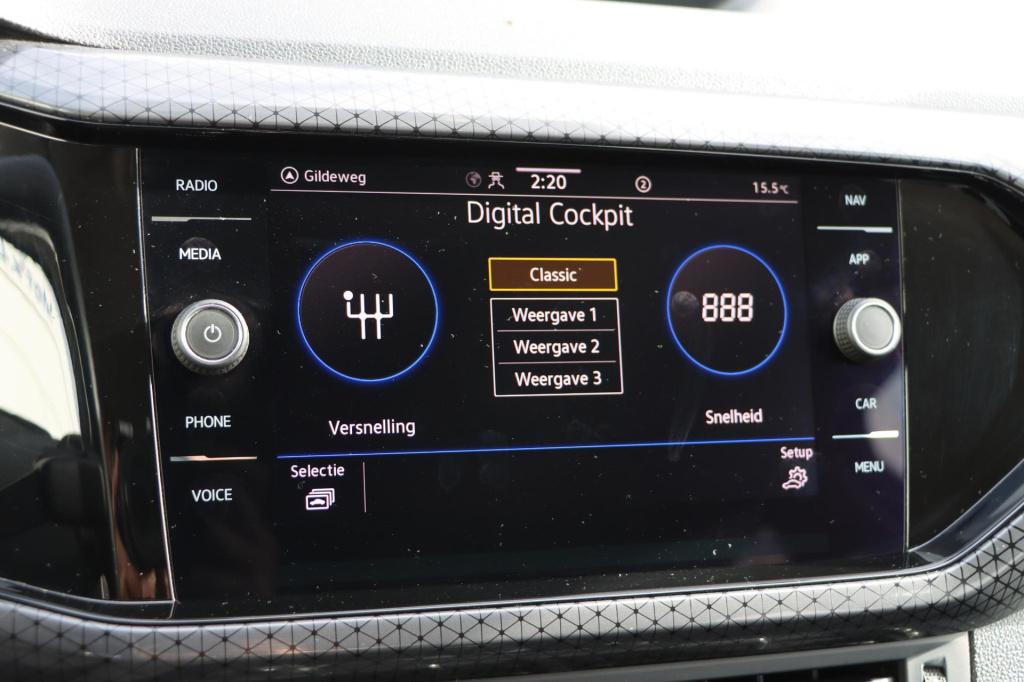 RADIO
MEDIA
PHONE
VOICE
Gildeweg
2:20
2
15.5°C
Digital Cockpit
Classic
Weergave 1
Weergave 2
Weergave 3
Versnelling
888
Snelheid
Selectie
Setup
NAV
APP
CAR
MENU